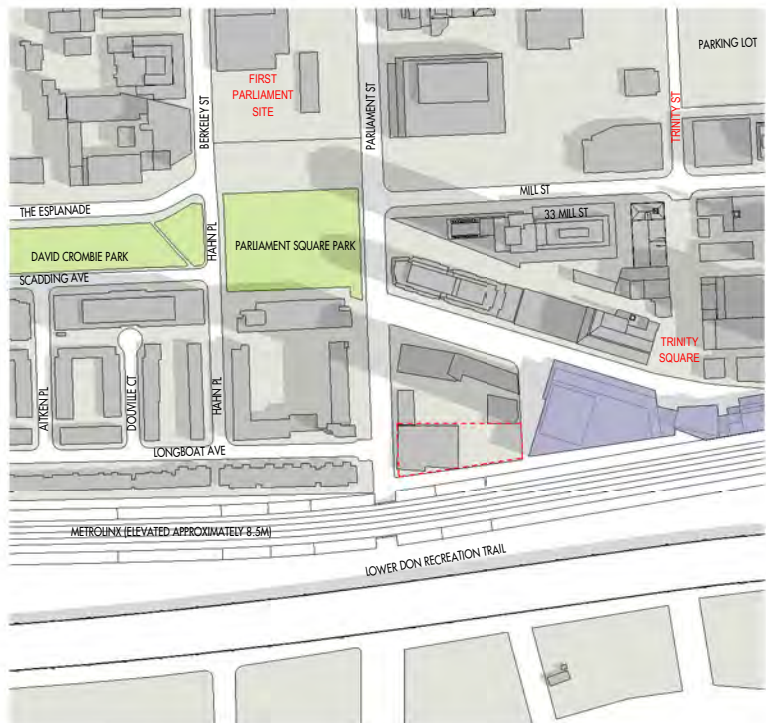 PARKING LOT
FIRST
PARLIAMENT
SITE
BERKELEY ST
PARLIAMENT ST
TRINITY ST
MILL ST
THE ESPLANADE
33 MILL ST
HAHN PL
PARLIAMENT SQUARE PARK
DAVID CROMBIE PARK
SCADDING AVE
TRINITY
SQUARE
AITKEN PL
DOUVILLE CT
HAHN PL
LONGBOAT AVE
METROLINX (ELEVATED APPROXIMATELY 8.5M)
LOWER DON RECREATION TRAIL